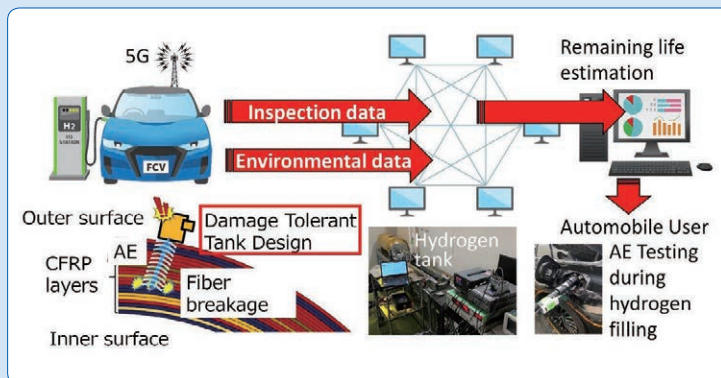 5G
H2
STATION
FCV
Inspection data
Environmental data
Remaining life
estimation
Outer surface
Damage Tolerant
Tank Design
AE
CFRP
layers
Fiber
breakage
Inner surface
Hydrogen
tank
Automobile User
AE Testing
during
hydrogen
filling